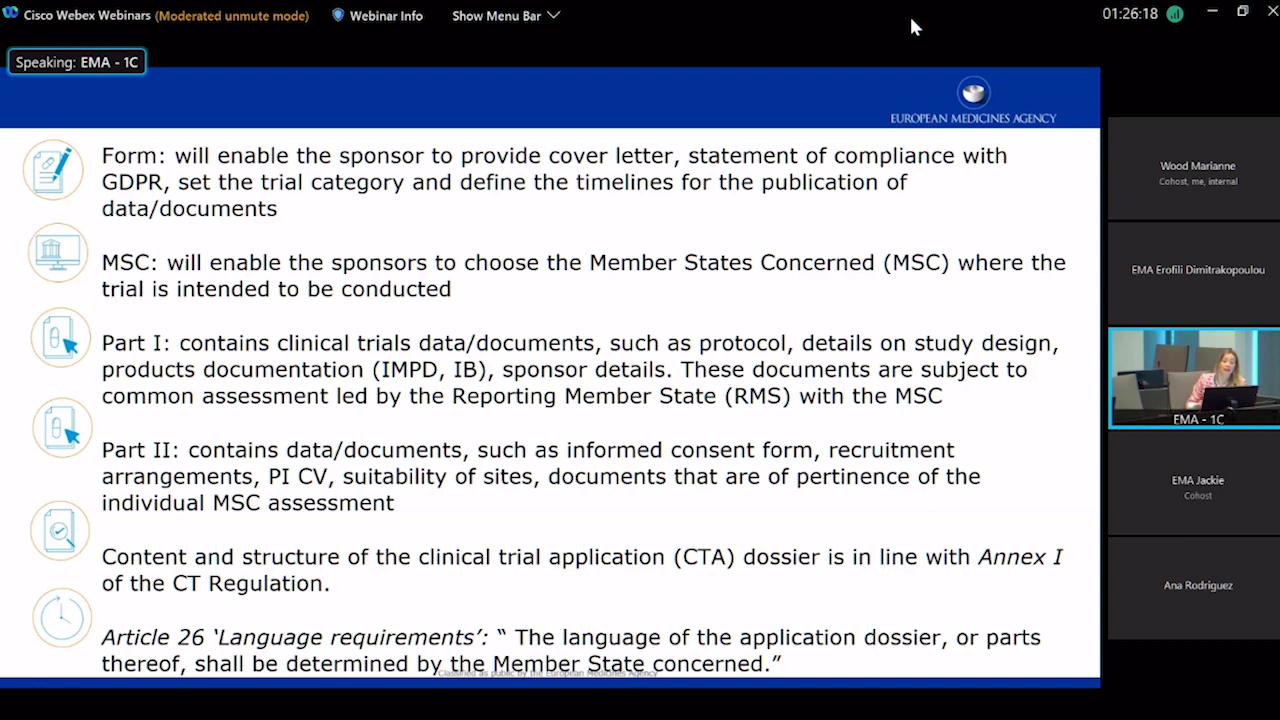 Cisco Webex Webinars (Moderated unmute mode) Webinar Info Show Menu Bar 01:26:18
Speaking: EMA - 1C
EUROPEAN MEDICINES AGENCY
Form: will enable the sponsor to provide cover letter, statement of compliance with
GDPR, set the trial category and define the timelines for the publication of
data/documents
MSC: will enable the sponsors to choose the Member States Concerned (MSC) where the
trial is intended to be conducted
Part I: contains clinical trials data/documents, such as protocol, details on study design,
products documentation (IMPD, IB), sponsor details. These documents are subject to
common assessment led by the Reporting Member State (RMS) with the MSC
Part II: contains data/documents, such as informed consent form, recruitment
arrangements, PI CV, suitability of sites, documents that are of pertinence of the
individual MSC assessment
Content and structure of the clinical trial application (CTA) dossier is in line with Annex I
of the CT Regulation.
Article 26 ‘Language requirements’: “ The language of the application dossier, or parts
thereof, shall be determined by the Member State concerned.”
Classified as public by the European Medicines Agency
Wood Marianne
Cohost, me, internal
EMA Erofili Dimitrakopoulou
EMA - 1C
EMA Jackie
Cohost
Ana Rodriguez